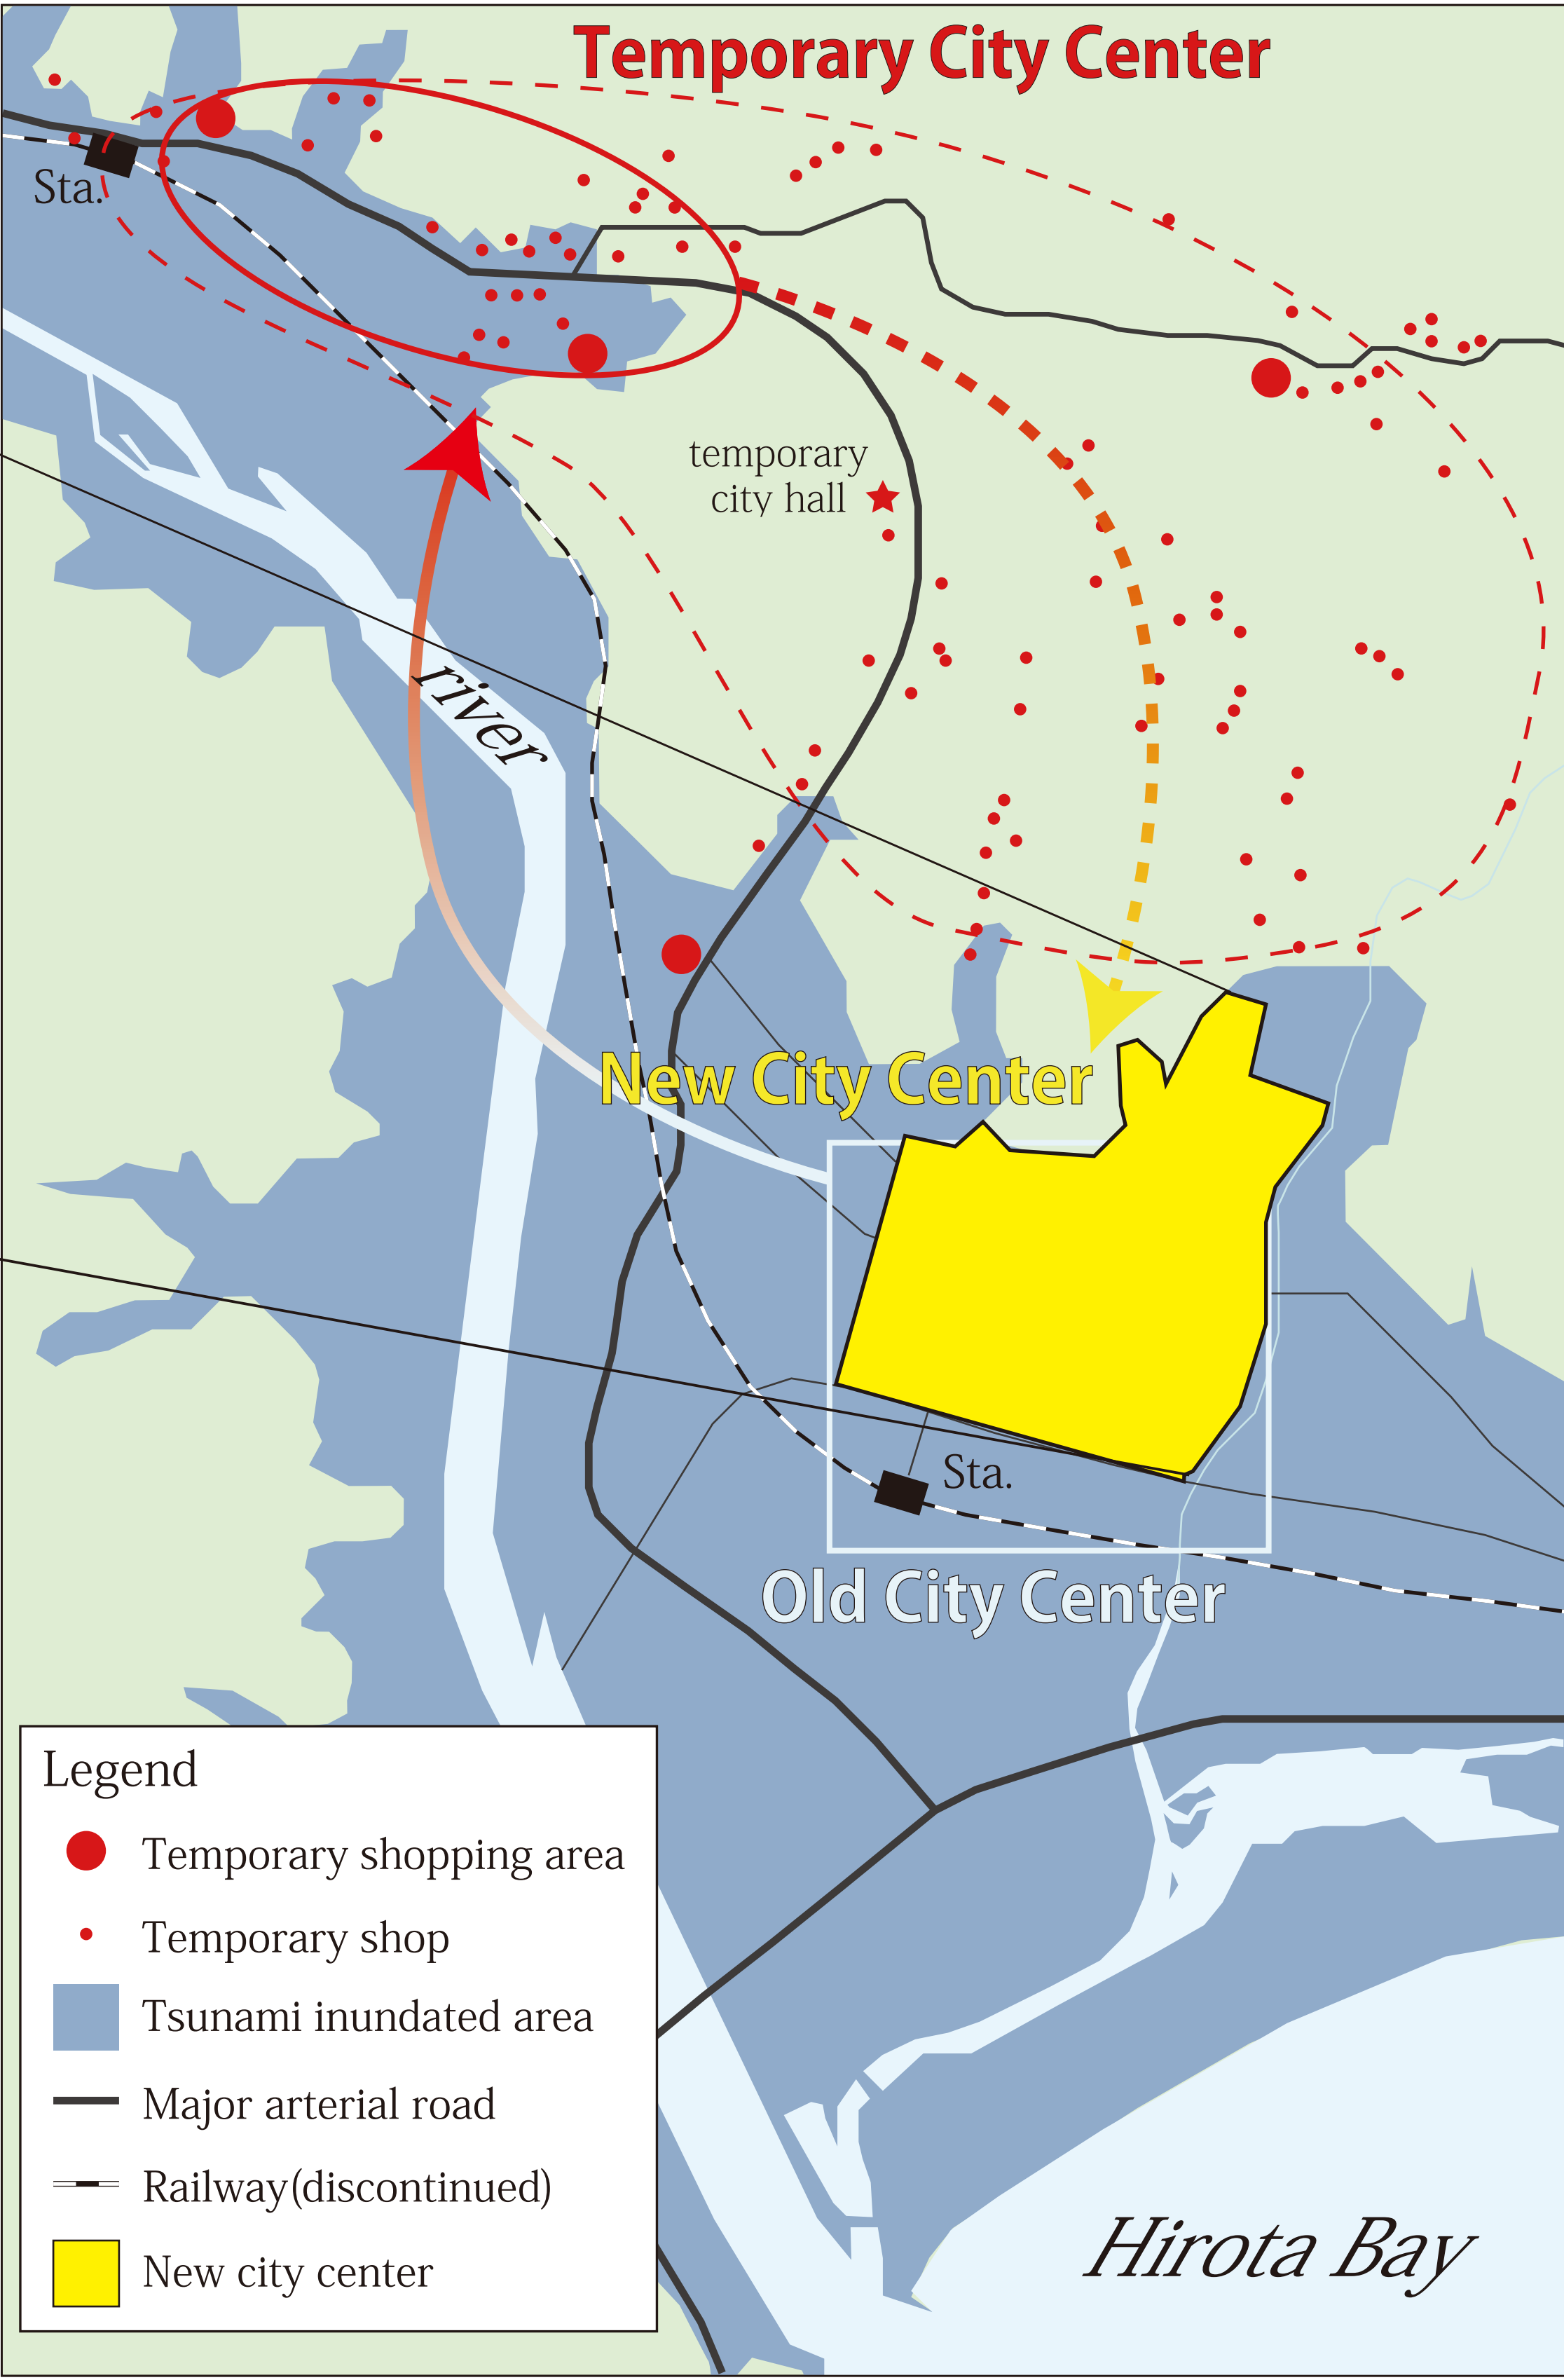 Temporary City Center
Sta.
temporary
city hall
river
New City Center
Sta.
Old City Center
Legend
Temporary shopping area
Temporary shop
Tsunami inundated area
Major arterial road
Railway(discontinued)
New city center
Hirota Bay